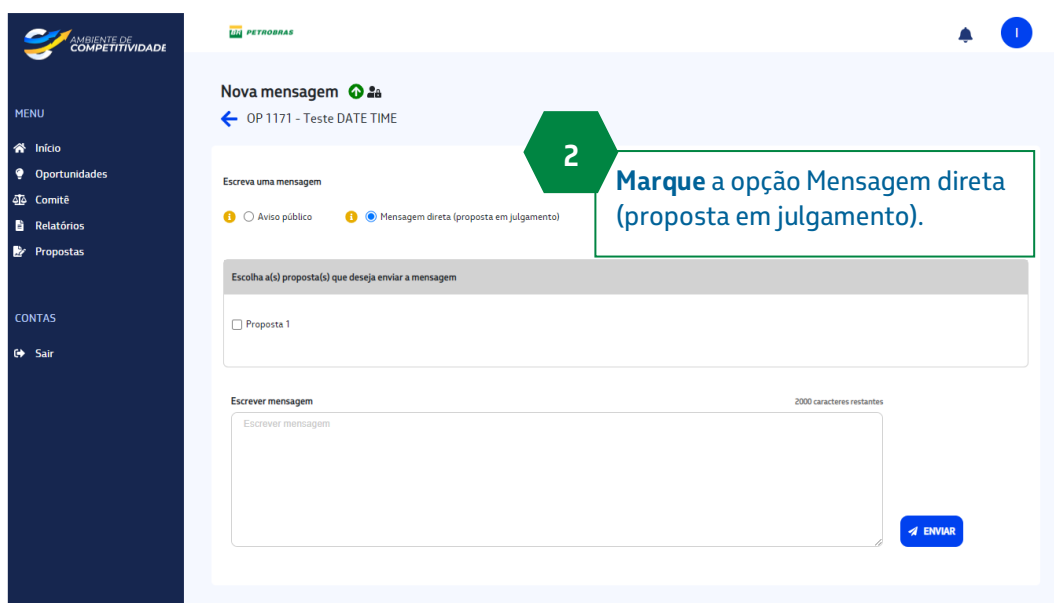 AMBIENTE DE
COMPETITIVIDADE
BR PETROBRAS
I
MENU
Início
Oportunidades
Comitê
Relatórios
Propostas
CONTAS
Sair
Nova mensagem
OP 1171 - Teste DATE TIME
2
Marque a opção Mensagem direta
(proposta em julgamento).
Escreva uma mensagem
Aviso público
Mensagem direta (proposta em julgamento)
Escolha a(s) proposta(s) que deseja enviar a mensagem
Proposta 1
Escrever mensagem
2000 caracteres restantes
Escrever mensagem
ENVIAR